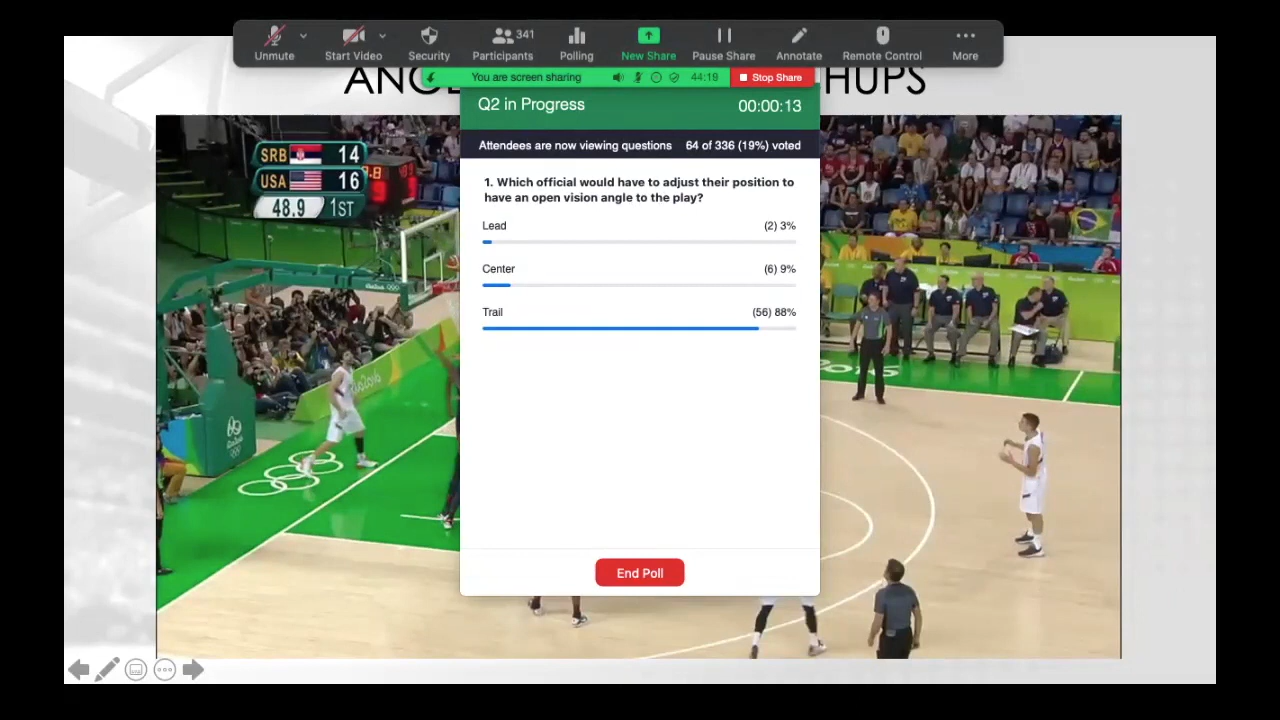 341
Unmute Start Video Security Participants Polling New Share Pause Share Annotate Remote Control More
You are screen sharing 44:19 Stop Share
Q2 in Progress 00:00:13
Attendees are now viewing questions 64 of 336 (19%) voted
1. Which official would have to adjust their position to
have an open vision angle to the play?
Lead (2) 3%
Center (6) 9%
Trail (56) 88%
End Poll
SRB 14
USA 16
48.9 1ST